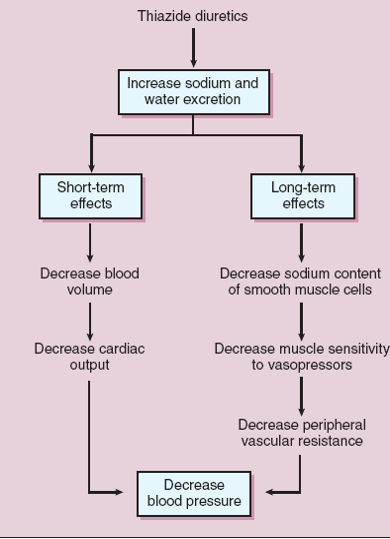 Thiazide diuretics
Increase sodium and
water excretion
Short-term
effects
Long-term
effects
Decrease blood
volume
Decrease sodium content
of smooth muscle cells
Decrease cardiac
output
Decrease muscle sensitivity
to vasopressors
Decrease peripheral
vascular resistance
Decrease
blood pressure